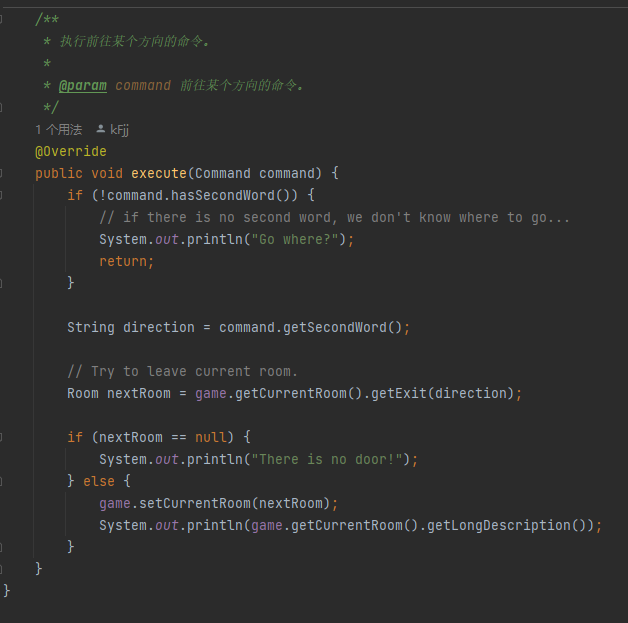 /**
 * 执行前往某个方向的命令。
 *
 * @param command 前往某个方向的命令。
 */
1 个用法 kFjj
@Override
public void execute(Command command) {
if (!command.hasSecondWord()) {
// if there is no second word, we don't know where to go...
System.out.println("Go where?");
return;
}
String direction = command.getSecondWord();
// Try to leave current room.
Room nextRoom = game.getCurrentRoom().getExit(direction);
if (nextRoom == null) {
System.out.println("There is no door!");
} else {
game.setCurrentRoom(nextRoom);
System.out.println(game.getCurrentRoom().getLongDescription());
}
}
}